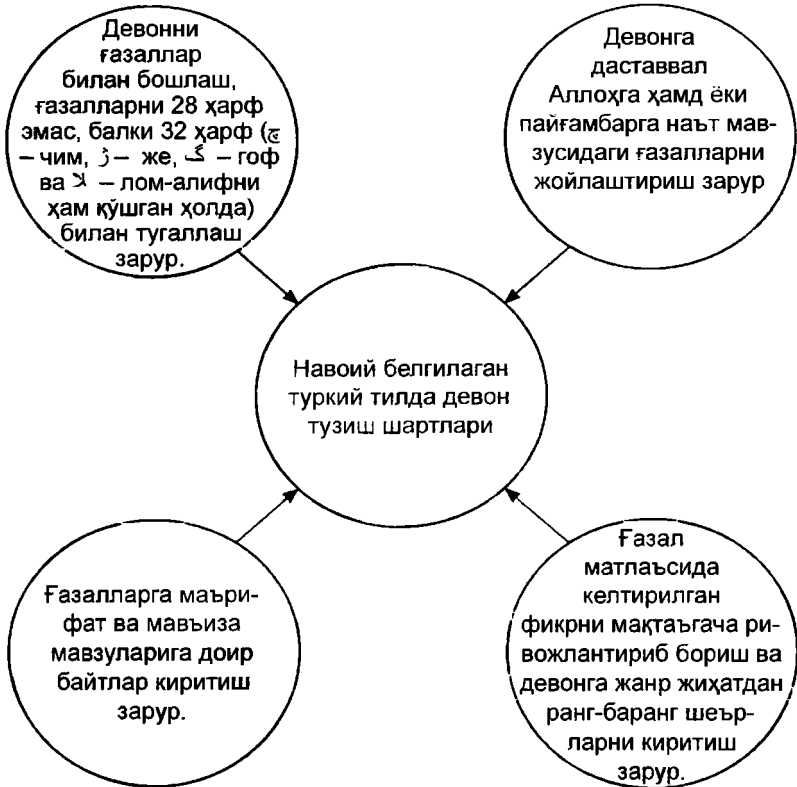 Девонни
ғазаллар
билан бошлаш,
ғазалларни 28 ҳарф
эмас, балки 32 ҳарф (چ
– чим, ژ – же, گ – гоф
ва لا – лом-алифни
ҳам қўшган ҳолда)
билан тугаллаш
зарур.
Девонга
даставвал
Аллоҳга ҳамд ёки
пайғамбарга наът мав-
зусидаги ғазалларни
жойлаштириш зарур
Навоий белгилаган
туркий тилда девон
тузиш шартлари
Ғазалларга маъри-
фат ва мавъиза
мавзуларига доир
байтлар киритиш
зарур.
Ғазал
матлаъсида
келтирилган
фикрни мақтаъгача ри-
вожлантириб бориш ва
девонга жанр жиҳатдан
ранг-баранг шеър-
ларни киритиш
зарур.